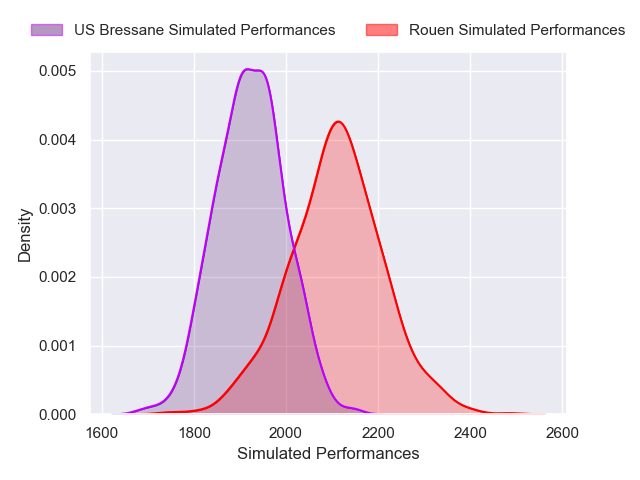 US Bressane Simulated Performances Rouen Simulated Performances
0.005
0.004
0.003
0.002
0.001
0.000
Density
1600 1800 2000 2200 2400 2600
Simulated Performances